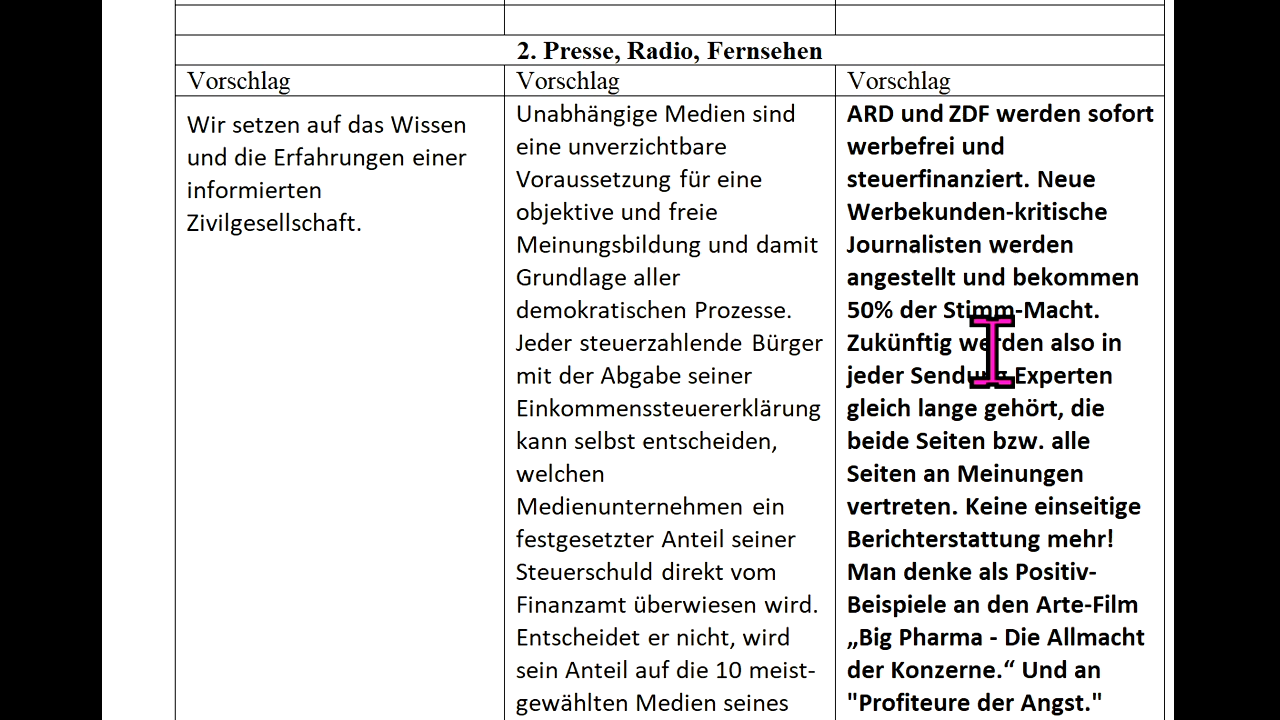 2. Presse, Radio, Fernsehen
Vorschlag
Vorschlag
Vorschlag
Wir setzen auf das Wissen
und die Erfahrungen einer
informierten
Zivilgesellschaft.
Unabhängige Medien sind
eine unverzichtbare
Voraussetzung für eine
objektive und freie
Meinungsbildung und damit
Grundlage aller
demokratischen Prozesse.
Jeder steuerzahlende Bürger
mit der Abgabe seiner
Einkommenssteuererklärung
kann selbst entscheiden,
welchen
Medienunternehmen ein
festgesetzter Anteil seiner
Steuerschuld direkt vom
Finanzamt überwiesen wird.
Entscheidet er nicht, wird
sein Anteil auf die 10 meist-
gewählten Medien seines
ARD und ZDF werden sofort
werbefrei und
steuerfinanziert. Neue
Werbekunden-kritische
Journalisten werden
angestellt und bekommen
50% der Stimm-Macht.
Zukünftig werden also in
jeder Sendung Experten
gleich lange gehört, die
beide Seiten bzw. alle
Seiten an Meinungen
vertreten. Keine einseitige
Berichterstattung mehr!
Man denke als Positiv-
Beispiele an den Arte-Film
„Big Pharma - Die Allmacht
der Konzerne.“ Und an
"Profiteure der Angst."